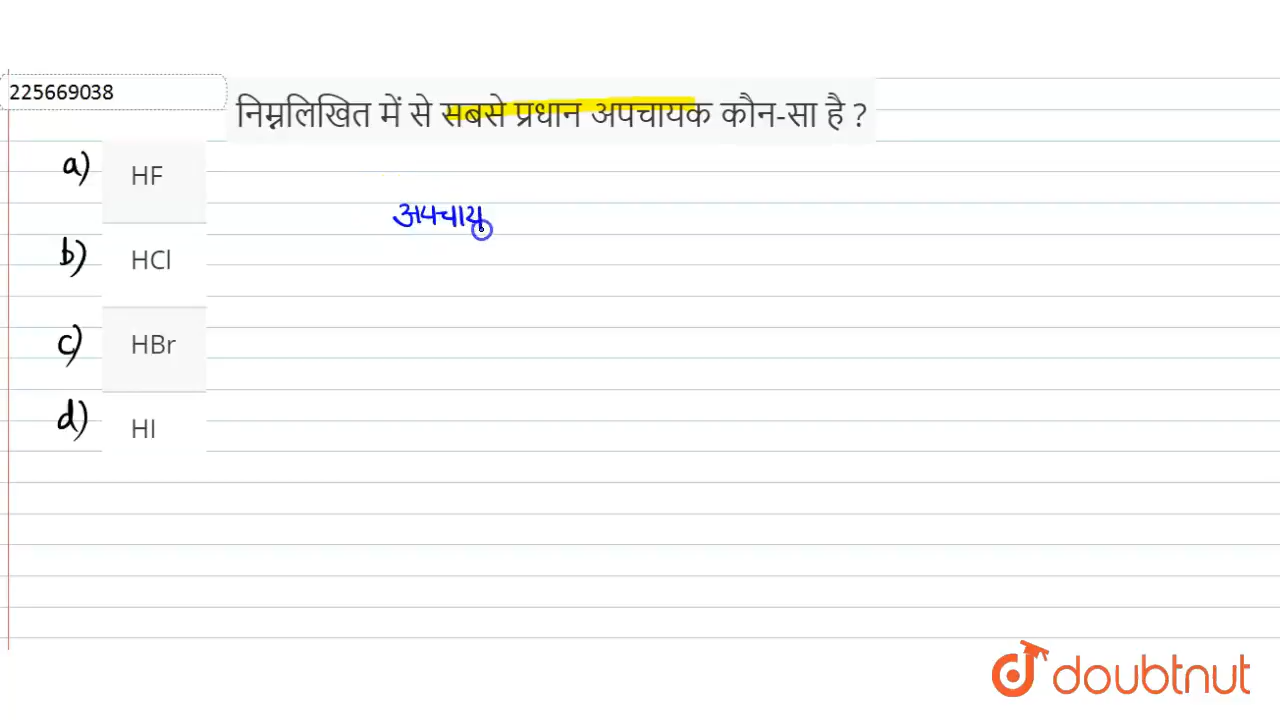 225669038
निम्नलिखित में से सबसे प्रधान अपचायक कौन-सा है ?
a) HF
अपचाय
b) HCl
c) HBr
d) HI
doubtnut